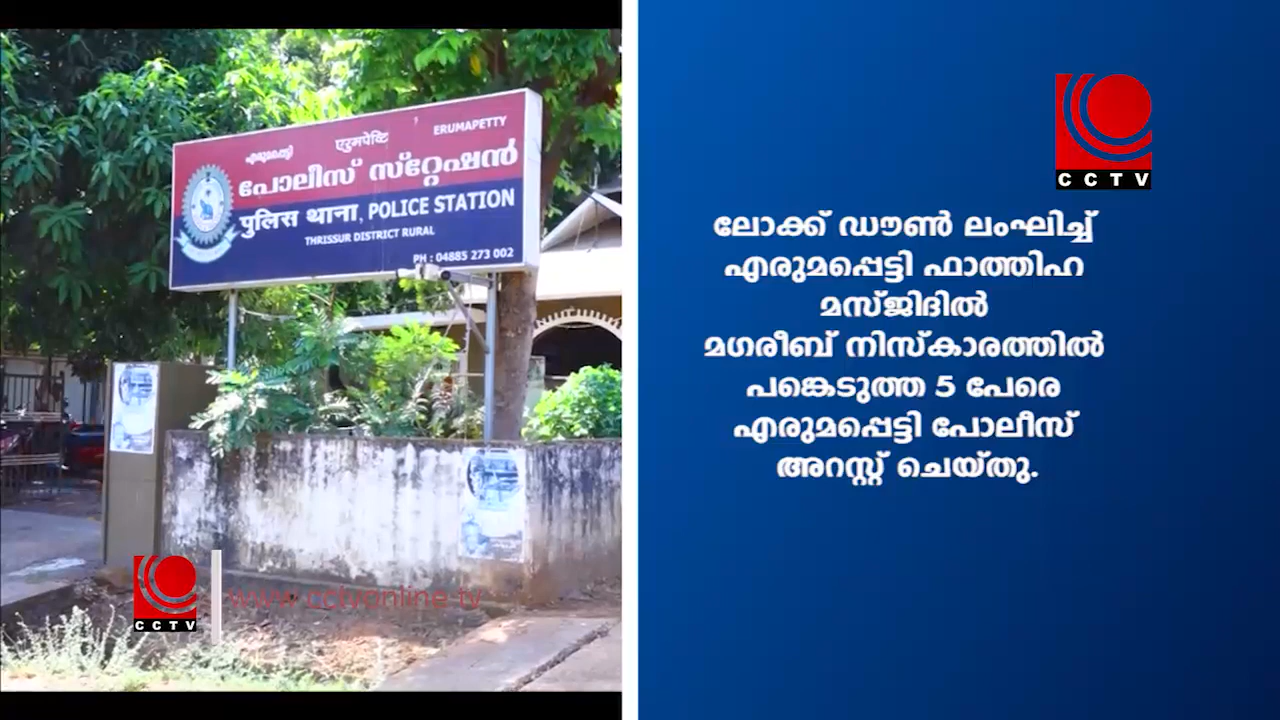 എരുമപ്പെട്ടി
ERUMAPETTY
പോലീസ് സ്റ്റേഷൻ
पुलिस थाना, POLICE STATION
THRISSUR DISTRICT RURAL
PH : 04885 273 002
CCTV
www.cctvonline.tv
CCTV
ലോക്ക് ഡൗൺ ലംഘിച്ച്
എരുമപ്പെട്ടി ഫാത്തിഹ
മസ്ജിദിൽ
മഗരീബ് നിസ്കാരത്തിൽ
പങ്കെടുത്ത 5 പേരെ
എരുമപ്പെട്ടി പോലീസ്
അറസ്റ്റ് ചെയ്തു.